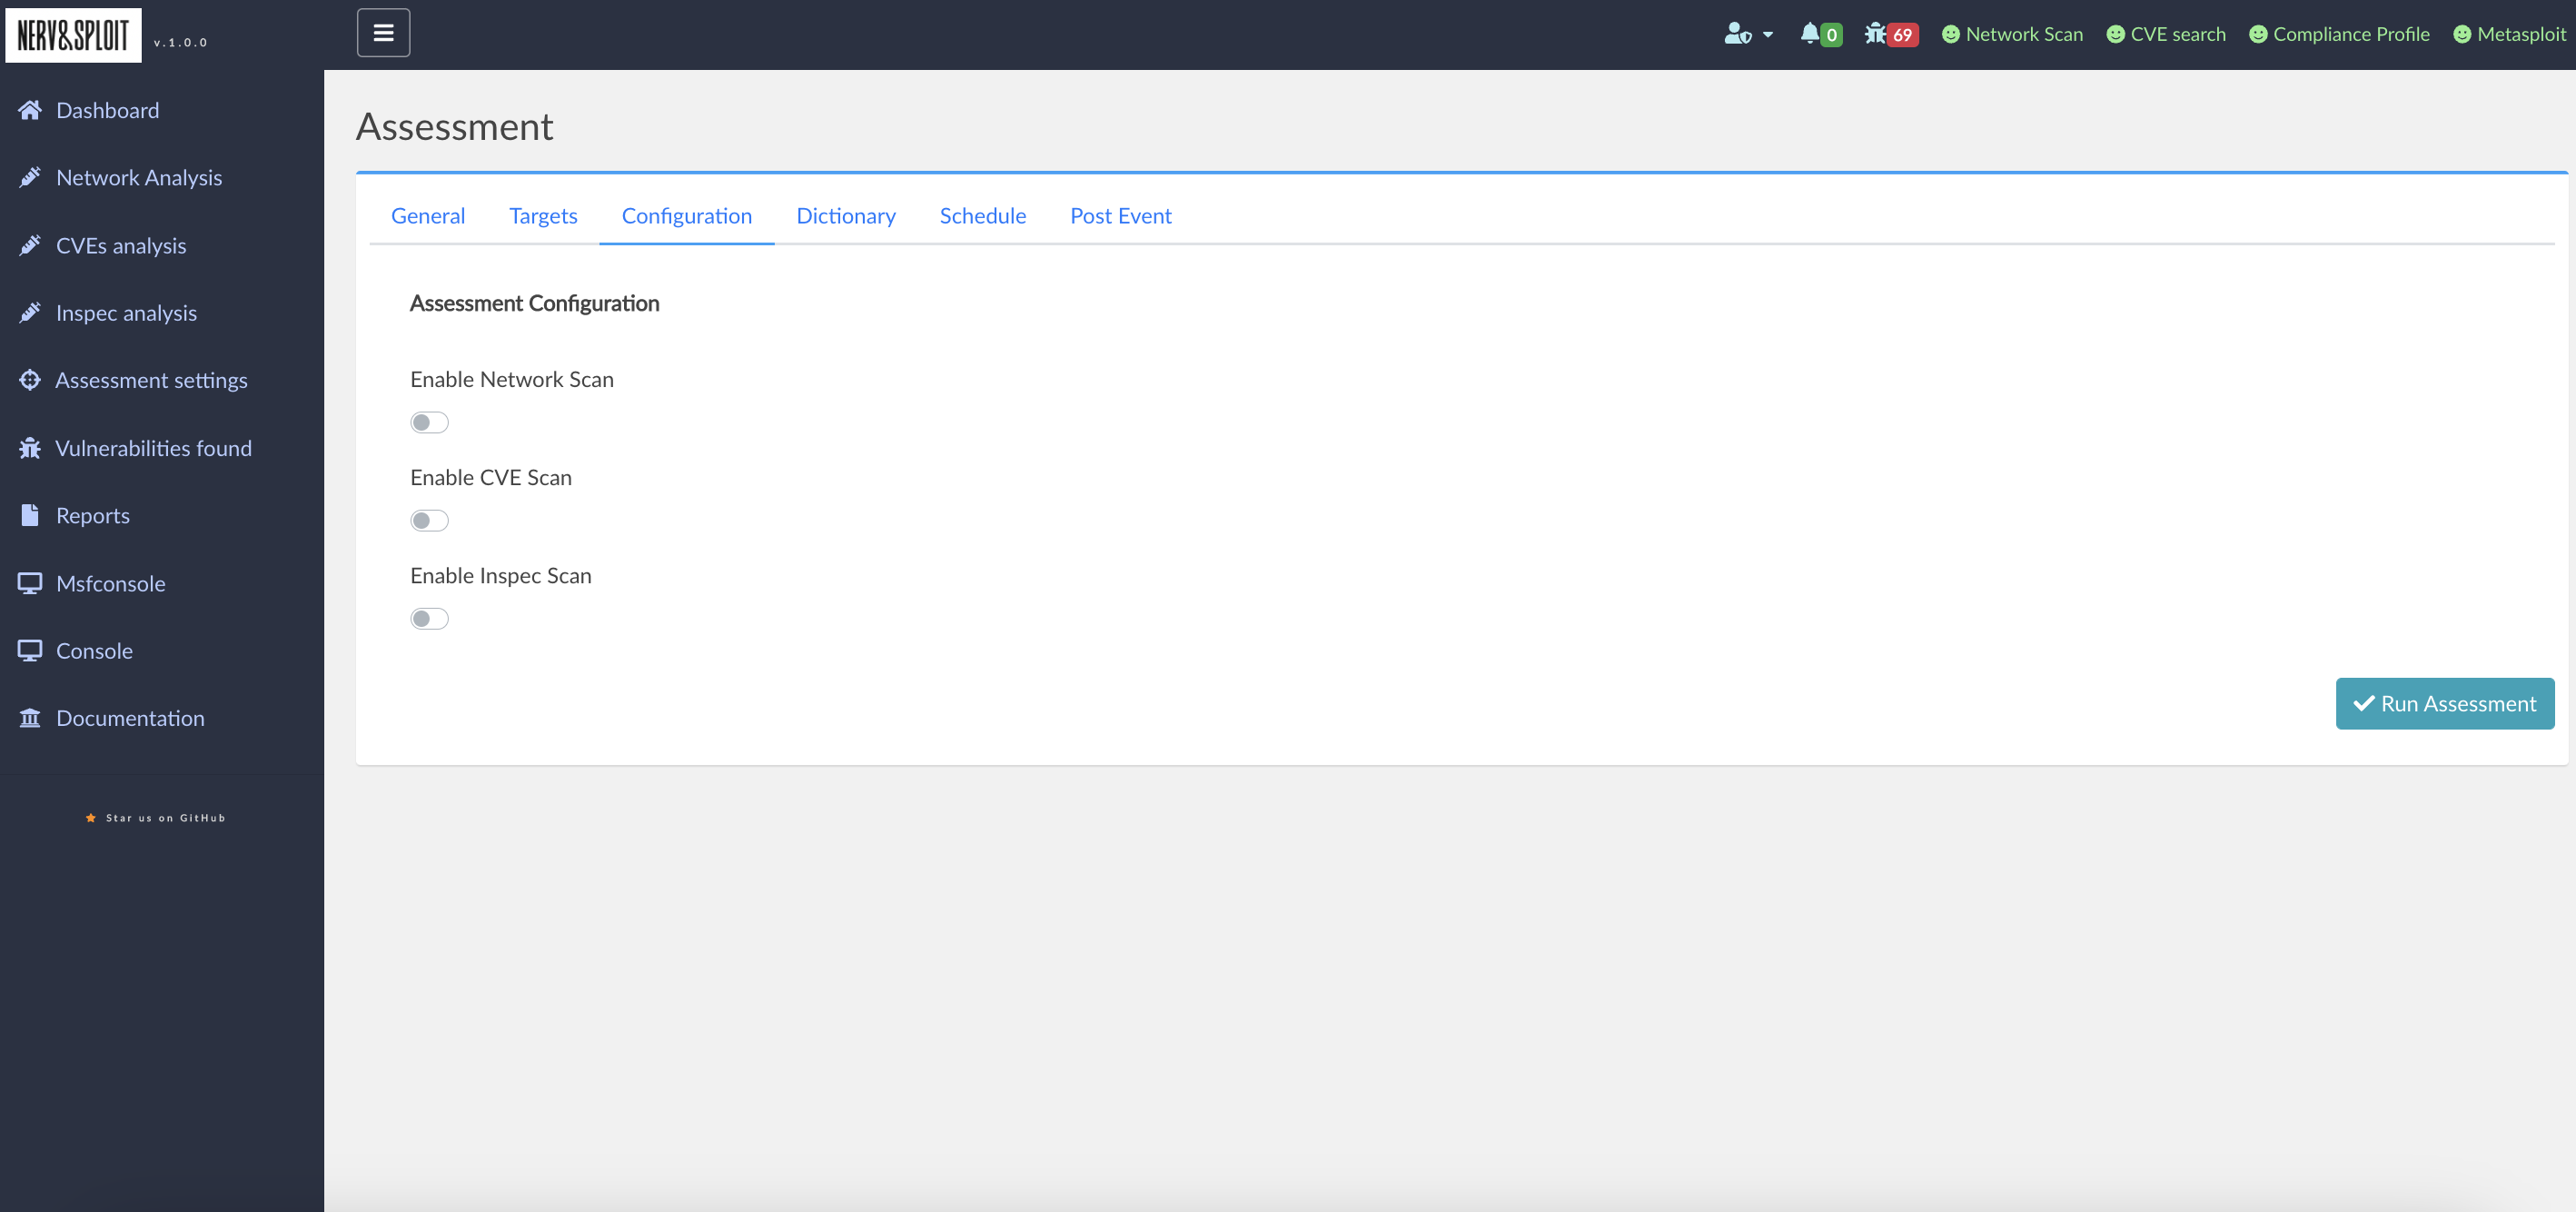 NERV&SPLOIT v.1.0.0
0 69 Network Scan CVE search Compliance Profile Metasploit
Dashboard
Network Analysis
CVEs analysis
Inspec analysis
Assessment settings
Vulnerabilities found
Reports
Msfconsole
Console
Documentation
Star us on GitHub
Assessment
General Targets Configuration Dictionary Schedule Post Event
Assessment Configuration
Enable Network Scan
Enable CVE Scan
Enable Inspec Scan
Run Assessment